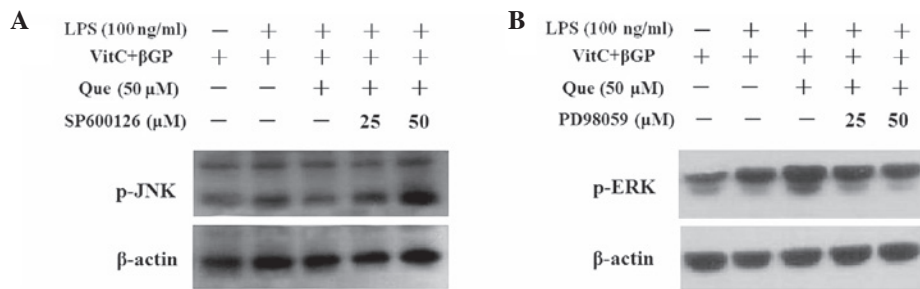 A
LPS (100 ng/ml) − + + + +
VitC+βGP + + + + +
Que (50 µM) − − + + +
SP600126 (µM) − − − 25 50
p-JNK
β-actin
B
LPS (100 ng/ml) − + + + +
VitC+βGP + + + + +
Que (50 µM) − − + + +
PD98059 (µM) − − − 25 50
p-ERK
β-actin